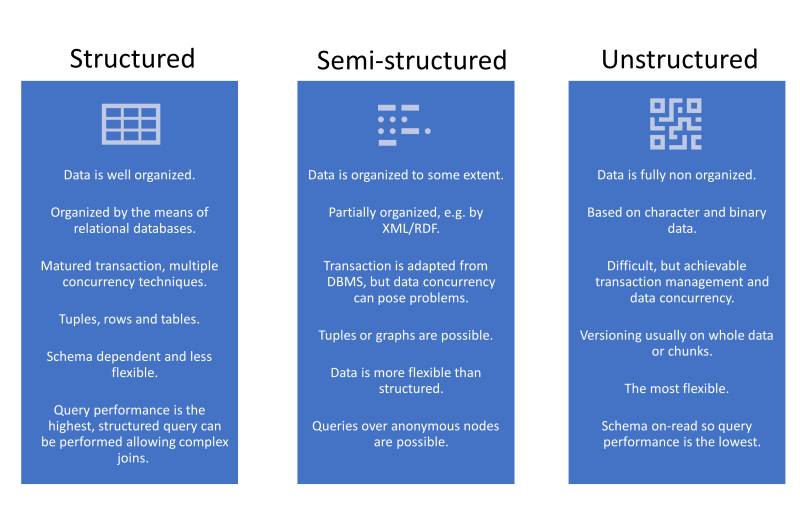 Structured
Data is well organized.
Organized by the means of
relational databases.
Matured transaction, multiple
concurrency techniques.
Tuples, rows and tables.
Schema dependent and less
flexible.
Query performance is the
highest, structured query can
be performed allowing complex
joins.
Semi-structured
Data is organized to some extent.
Partially organized, e.g. by
XML/RDF.
Transaction is adapted from
DBMS, but data concurrency
can pose problems.
Tuples or graphs are possible.
Data is more flexible than
structured.
Queries over anonymous nodes
are possible.
Unstructured
Data is fully non organized.
Based on character and binary
data.
Difficult, but achievable
transaction management and
data concurrency.
Versioning usually on whole data
or chunks.
The most flexible.
Schema on-read so query
performance is the lowest.